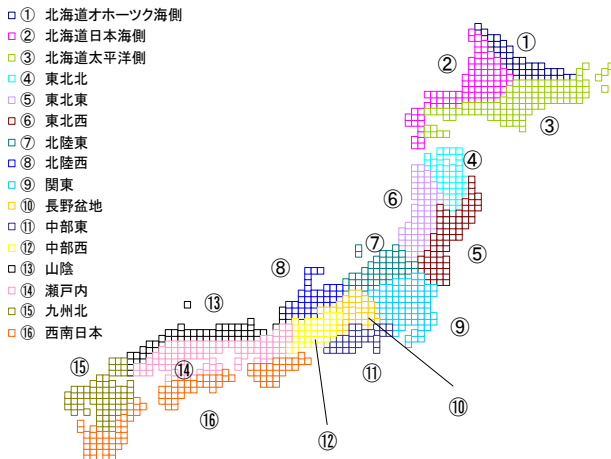 ① 北海道オホーツク海側
② 北海道日本海側
③ 北海道太平洋側
④ 東北北
⑤ 東北東
⑥ 東北西
⑦ 北陸東
⑧ 北陸西
⑨ 関東
⑩ 長野盆地
⑪ 中部東
⑫ 中部西
⑬ 山陰
⑭ 瀬戸内
⑮ 九州北
⑯ 西南日本
①
②
③
④
⑥
⑦
⑤
⑧
⑬
⑨
⑮
⑭
⑪
⑩
⑯
⑫